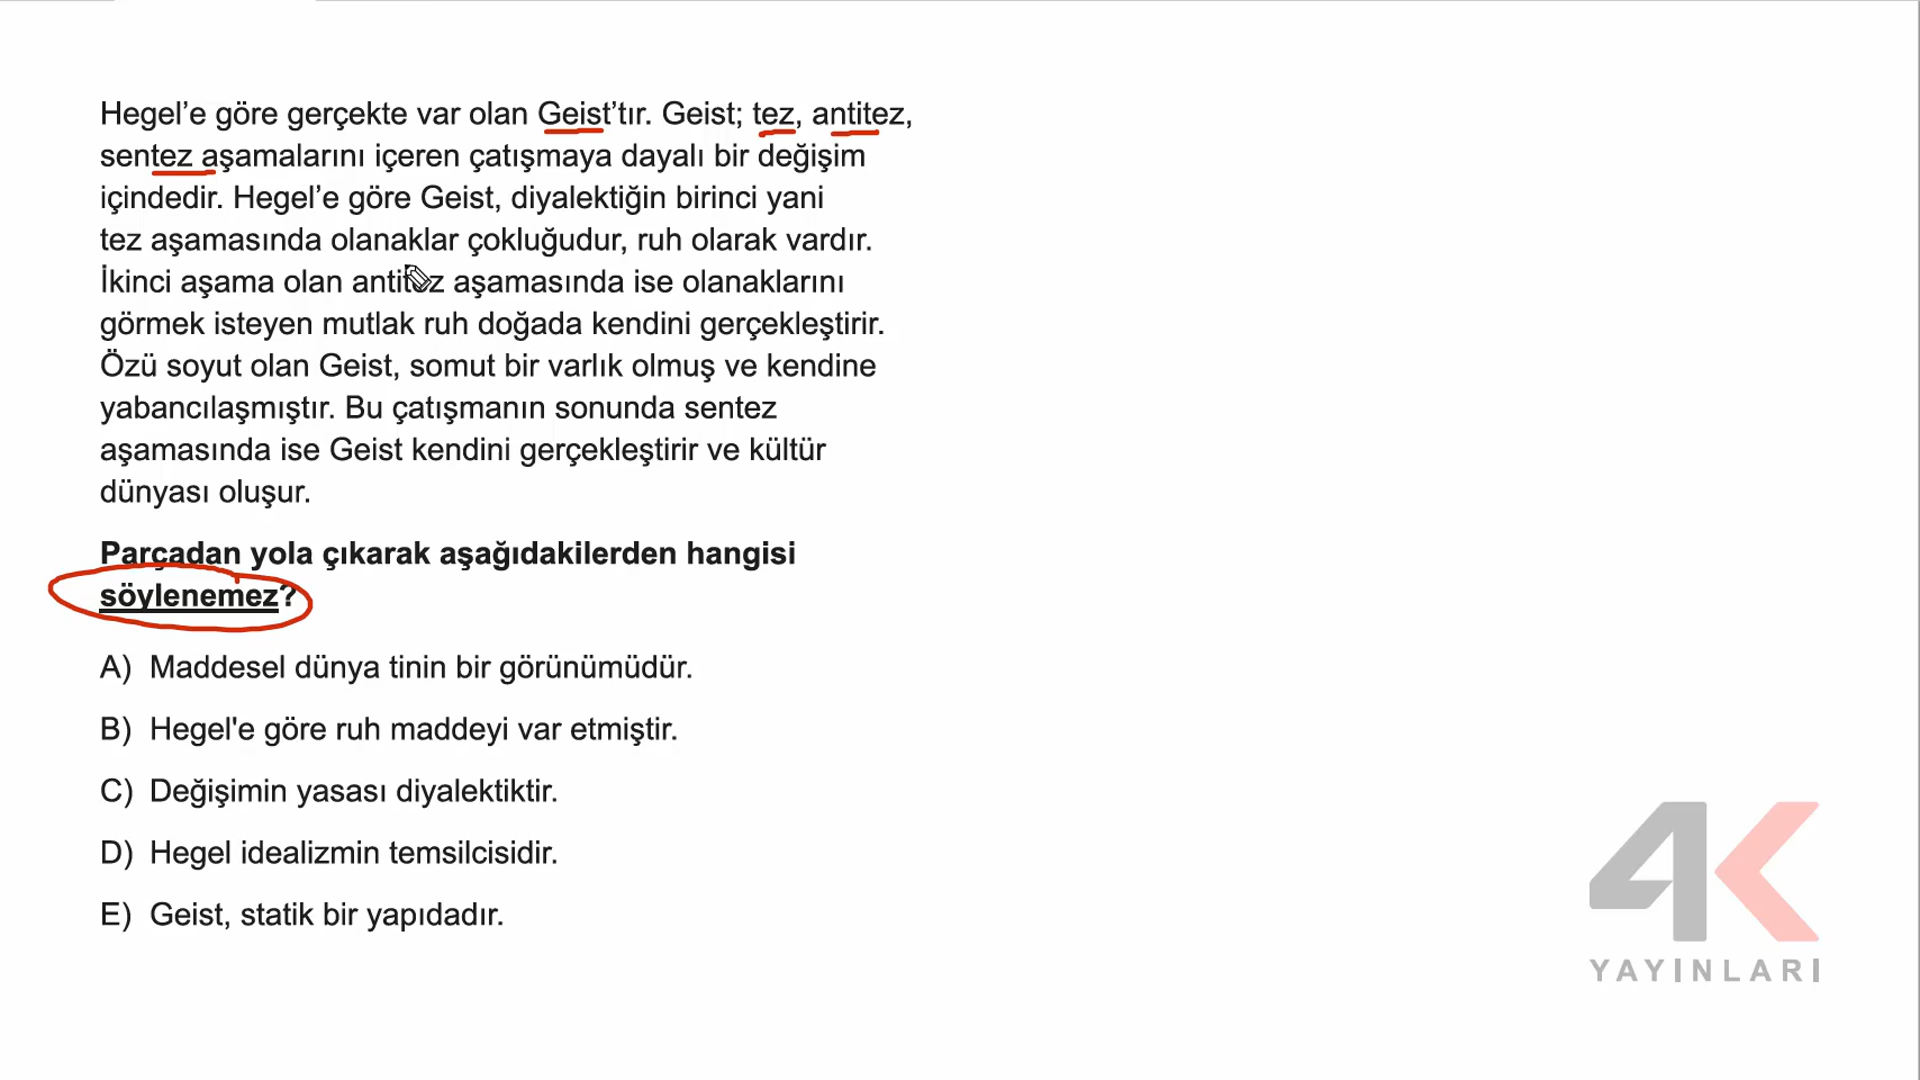 Hegel’e göre gerçekte var olan Geist’tır. Geist; tez, antitez,
sentez aşamalarını içeren çatışmaya dayalı bir değişim
içindedir. Hegel’e göre Geist, diyalektiğin birinci yani
tez aşamasında olanaklar çokluğudur, ruh olarak vardır.
İkinci aşama olan antitez aşamasında ise olanaklarını
görmek isteyen mutlak ruh doğada kendini gerçekleştirir.
Özü soyut olan Geist, somut bir varlık olmuş ve kendine
yabancılaşmıştır. Bu çatışmanın sonunda sentez
aşamasında ise Geist kendini gerçekleştirir ve kültür
dünyası oluşur.
Parçadan yola çıkarak aşağıdakilerden hangisi
söylenemez?
A) Maddesel dünya tinin bir görünümüdür.
B) Hegel'e göre ruh maddeyi var etmiştir.
C) Değişimin yasası diyalektiktir.
D) Hegel idealizmin temsilcisidir.
E) Geist, statik bir yapıdadır.
4K
YAYINLARI